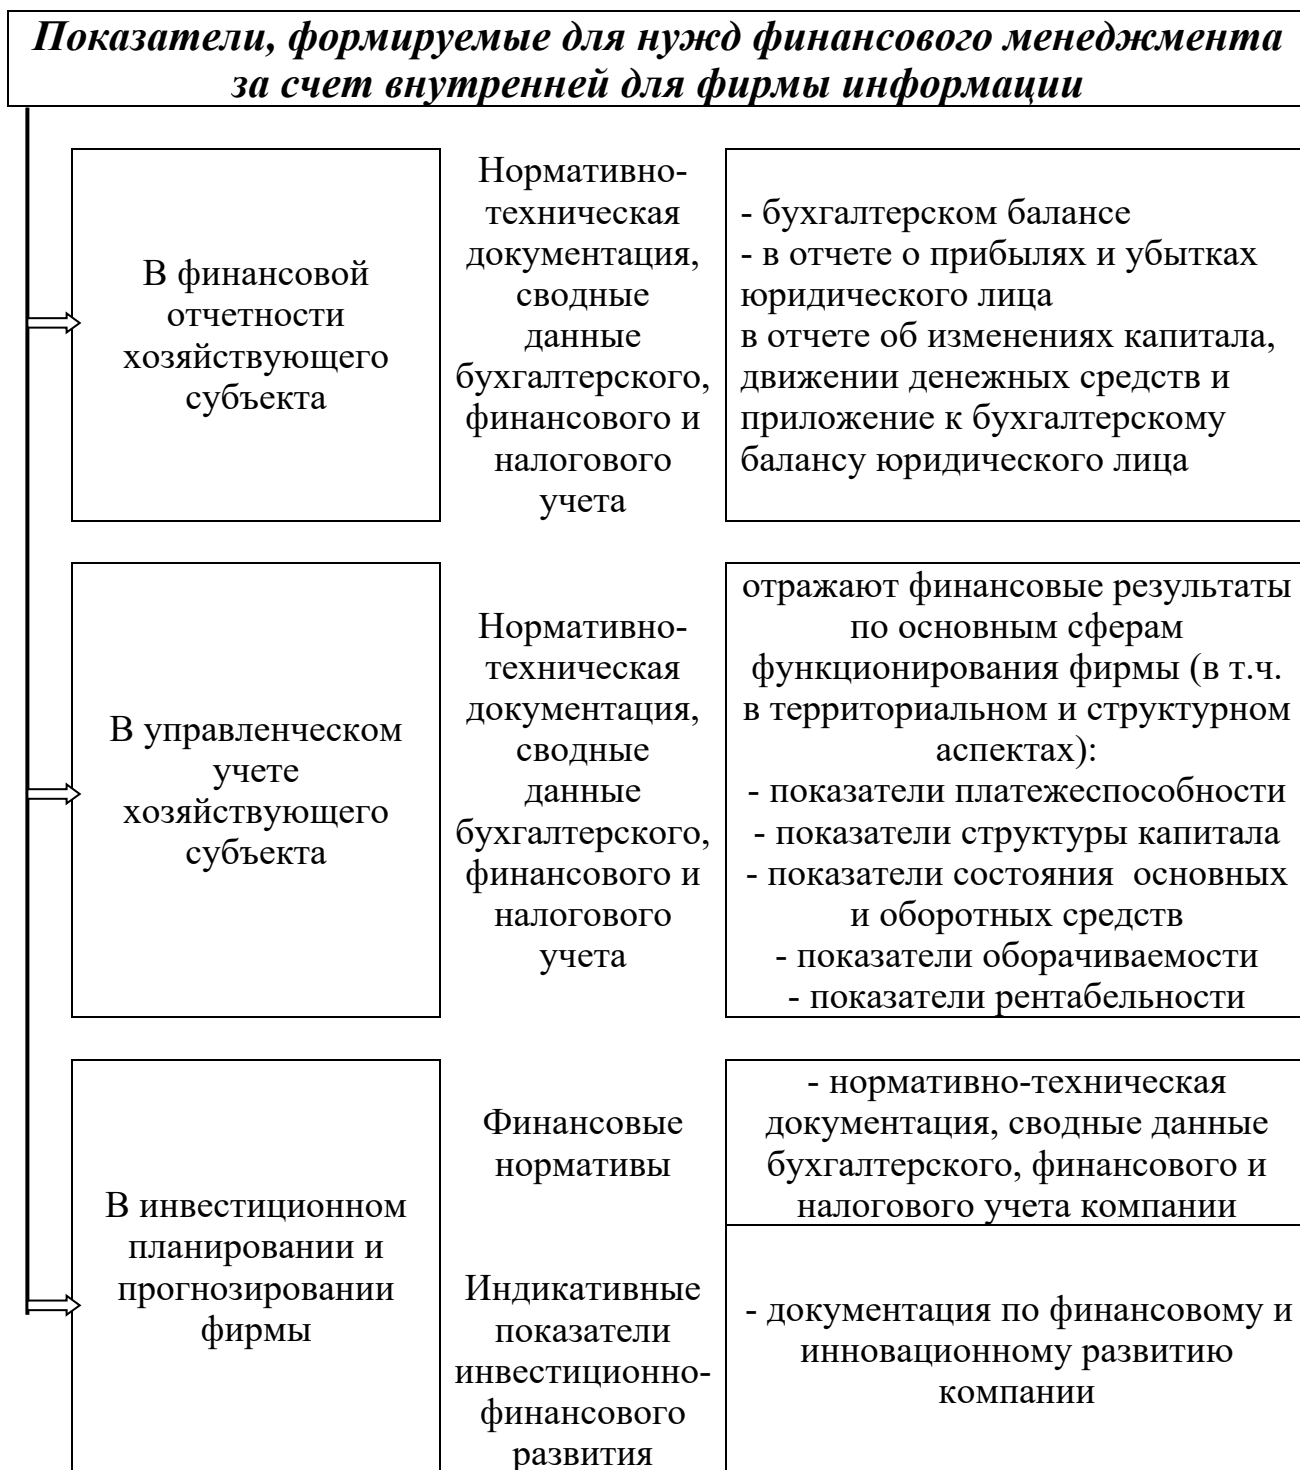 Показатели, формируемые для нужд финансового менеджмента
за счет внутренней для фирмы информации
В финансовой
отчетности
хозяйствующего
субъекта
Нормативно-
техническая
документация,
сводные
данные
бухгалтерского,
финансового и
налогового
учета
- бухгалтерском балансе
- в отчете о прибылях и убытках
юридического лица
в отчете об изменениях капитала,
движении денежных средств и
приложение к бухгалтерскому
балансу юридического лица
В управленческом
учете
хозяйствующего
субъекта
Нормативно-
техническая
документация,
сводные
данные
бухгалтерского,
финансового и
налогового
учета
отражают финансовые результаты
по основным сферам
функционирования фирмы (в т.ч.
в территориальном и структурном
аспектах):
- показатели платежеспособности
- показатели структуры капитала
- показатели состояния  основных
и оборотных средств
- показатели оборачиваемости
- показатели рентабельности
В инвестиционном
планировании и
прогнозировании
фирмы
Финансовые
нормативы
- нормативно-техническая
документация, сводные данные
бухгалтерского, финансового и
налогового учета компании
Индикативные
показатели
инвестиционно-
финансового
развития
- документация по финансовому и
инновационному развитию
компании